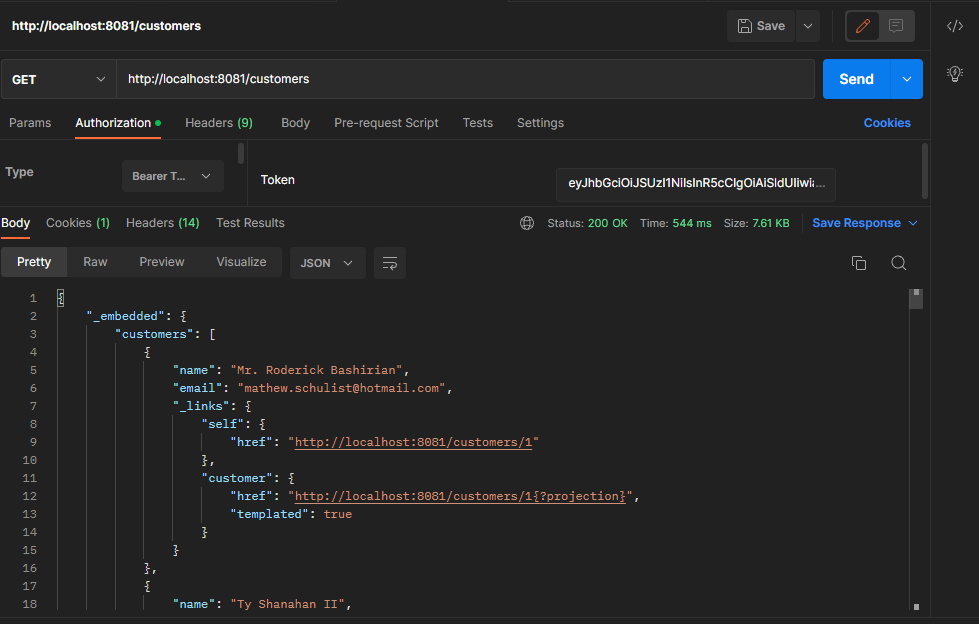 http://localhost:8081/customers
Save
GET http://localhost:8081/customers Send
Params Authorization Headers (9) Body Pre-request Script Tests Settings Cookies
Type Bearer T... Token eyJhbGciOiJSUzI1NiIsInR5cCIgOiAiSldUIiwia...
Body Cookies (1) Headers (14) Test Results Status: 200 OK Time: 544 ms Size: 7.61 KB Save Response
Pretty Raw Preview Visualize JSON
1 {
2 "_embedded": {
3 "customers": [
4 {
5 "name": "Mr. Roderick Bashirian",
6 "email": "mathew.schulist@hotmail.com",
7 "_links": {
8 "self": {
9 "href": "http://localhost:8081/customers/1"
10 },
11 "customer": {
12 "href": "http://localhost:8081/customers/1{?projection}",
13 "templated": true
14 }
15 }
16 },
17 {
18 "name": "Ty Shanahan II",